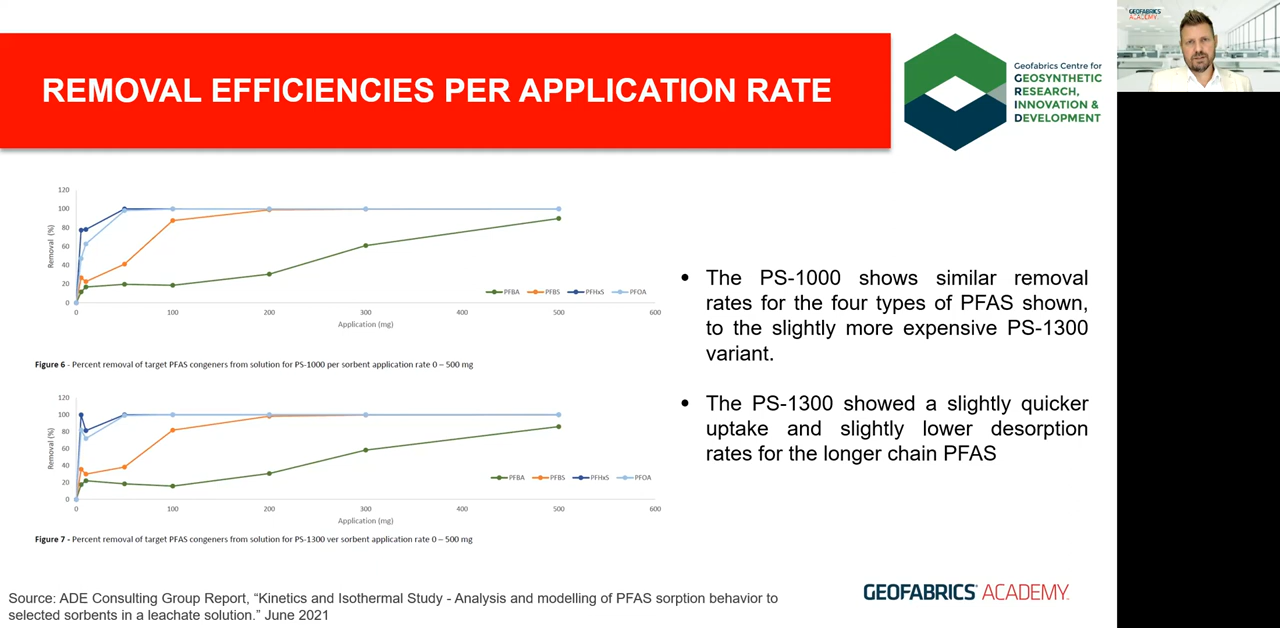 REMOVAL EFFICIENCIES PER APPLICATION RATE
Geofabrics Centre for
GEOSYNTHETIC
RESEARCH,
INNOVATION &
DEVELOPMENT
GEOFABRICS
ACADEMY
120
100
80
60
40
20
0
Removal (%)
0 100 200 300 400 500 600
Application (mg)
PFBA PFBS PFHxS PFOA
Figure 6 - Percent removal of target PFAS congeners from solution for PS-1000 per sorbent application rate 0 – 500 mg
120
100
80
60
40
20
0
Removal (%)
0 100 200 300 400 500 600
Application (mg)
PFBA PFBS PFHxS PFOA
Figure 7 - Percent removal of target PFAS congeners from solution for PS-1300 ver sorbent application rate 0 – 500 mg
• The PS-1000 shows similar removal
rates for the four types of PFAS shown,
to the slightly more expensive PS-1300
variant.
• The PS-1300 showed a slightly quicker
uptake and slightly lower desorption
rates for the longer chain PFAS
Source: ADE Consulting Group Report, “Kinetics and Isothermal Study - Analysis and modelling of PFAS sorption behavior to
selected sorbents in a leachate solution.” June 2021
GEOFABRICS ACADEMY